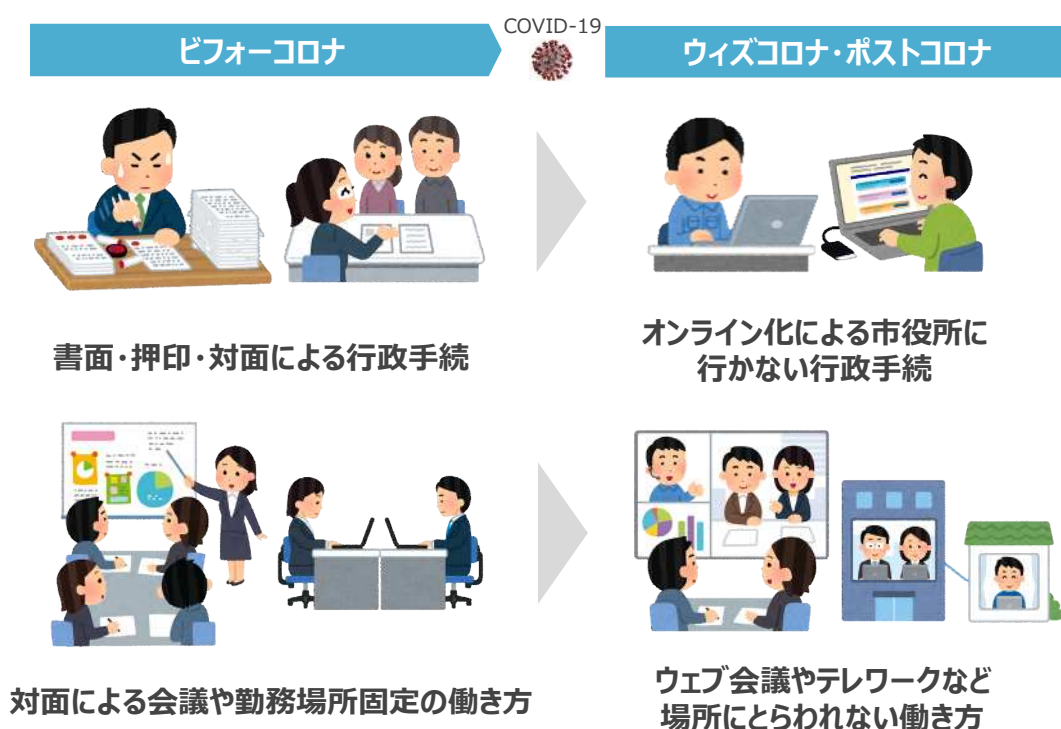 COVID-19
ビフォーコロナ
ウィズコロナ・ポストコロナ
書面・押印・対面による行政手続
オンライン化による市役所に
行かない行政手続
対面による会議や勤務場所固定の働き方
ウェブ会議やテレワークなど
場所にとらわれない働き方